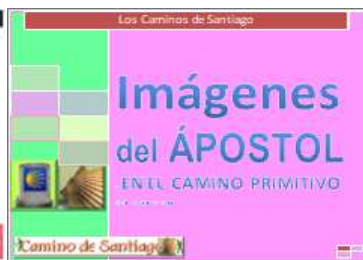 Los Caminos de Santiago
Imágenes
del ÁPOSTOL
EN EL CAMINO PRIMITIVO
Camino de Santiago